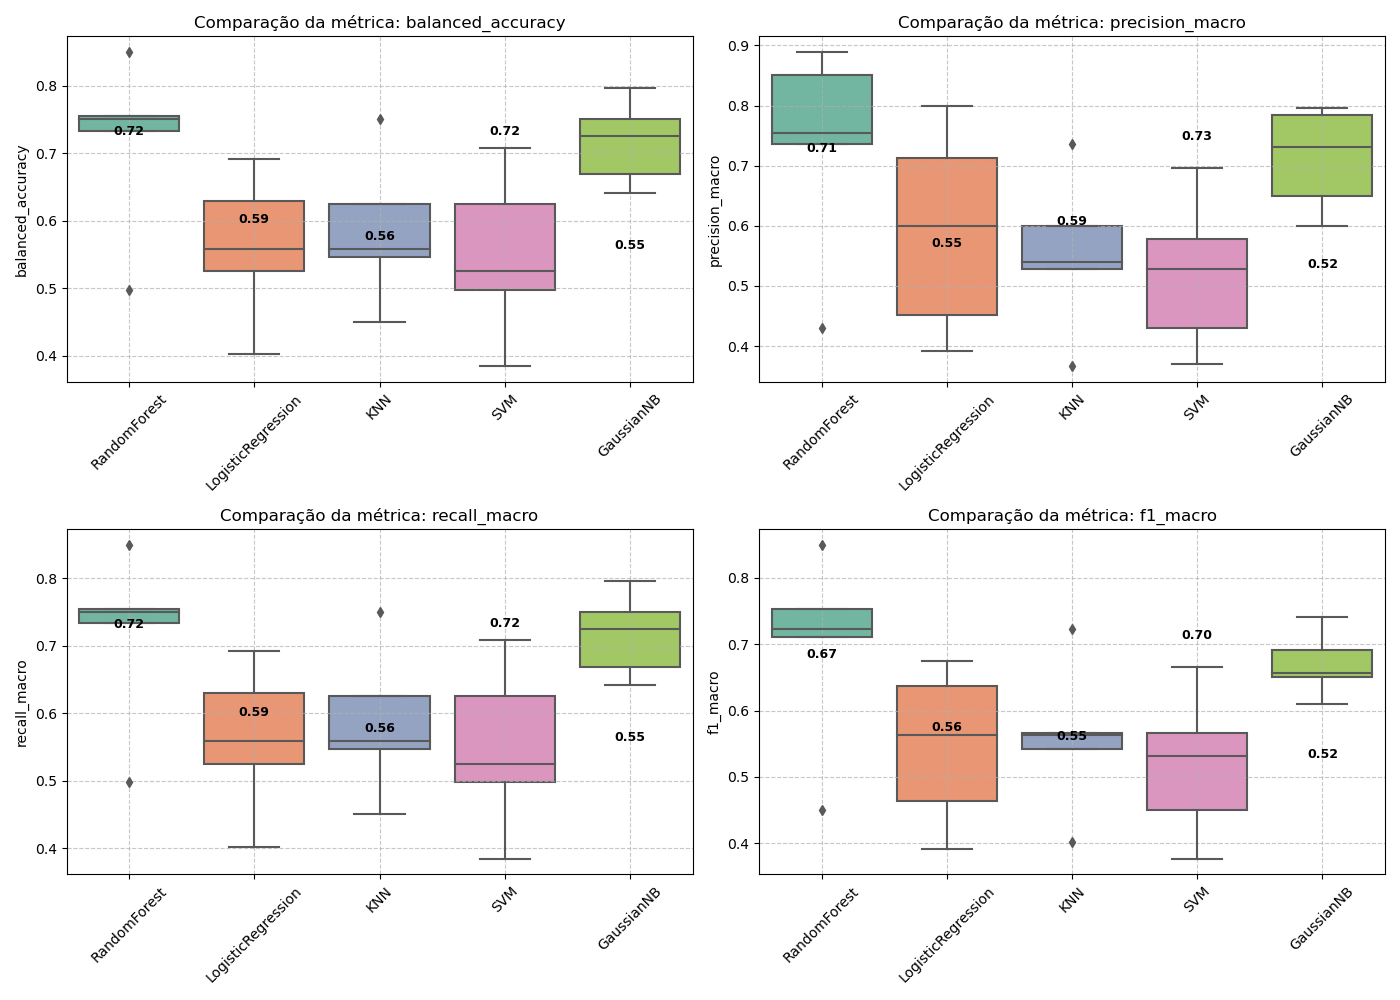 Comparação da métrica: balanced_accuracy
balanced_accuracy
0.8
0.7
0.6
0.5
0.4
0.72
0.59
0.56
0.72
0.55
RandomForest
LogisticRegression
KNN
SVM
GaussianNB
Comparação da métrica: precision_macro
precision_macro
0.9
0.8
0.7
0.6
0.5
0.4
0.71
0.55
0.59
0.73
0.52
RandomForest
LogisticRegression
KNN
SVM
GaussianNB
Comparação da métrica: recall_macro
recall_macro
0.8
0.7
0.6
0.5
0.4
0.72
0.59
0.56
0.72
0.55
RandomForest
LogisticRegression
KNN
SVM
GaussianNB
Comparação da métrica: f1_macro
f1_macro
0.8
0.7
0.6
0.5
0.4
0.67
0.56
0.55
0.70
0.52
RandomForest
LogisticRegression
KNN
SVM
GaussianNB